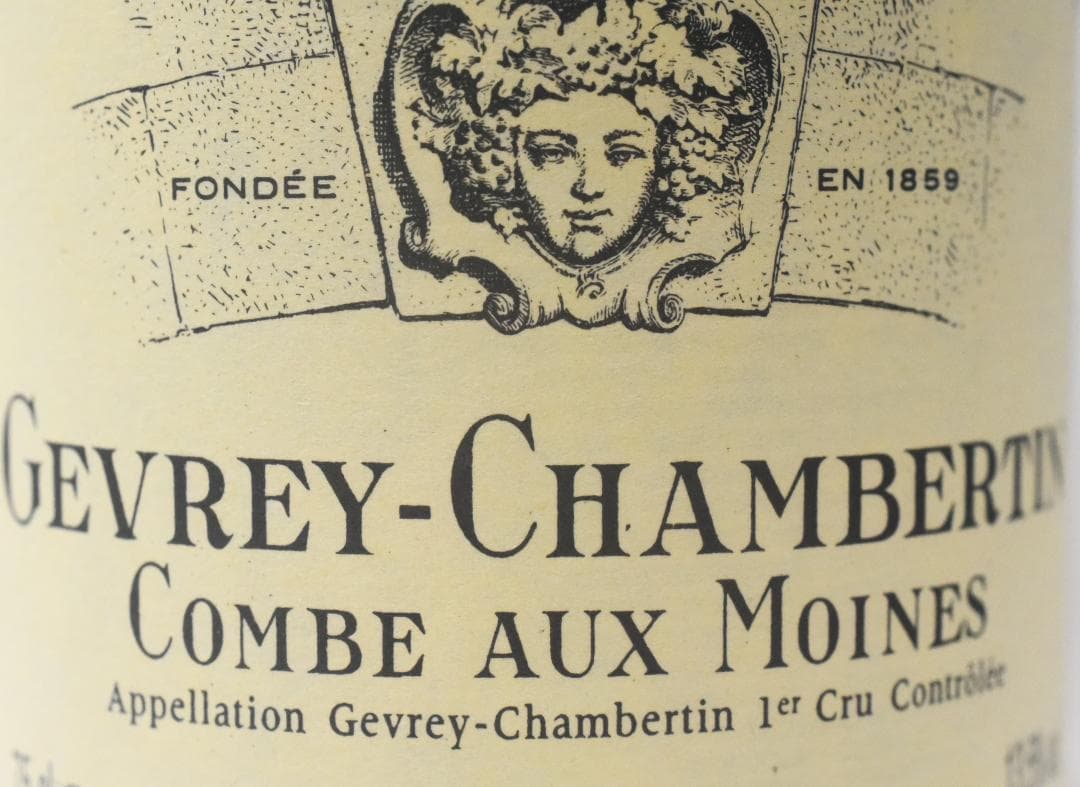 FONDÉE EN 1859
GEVREY-CHAMBERTIN
COMBE AUX MOINES
Appellation Gevrey-Chambertin 1er Cru Contrôlée